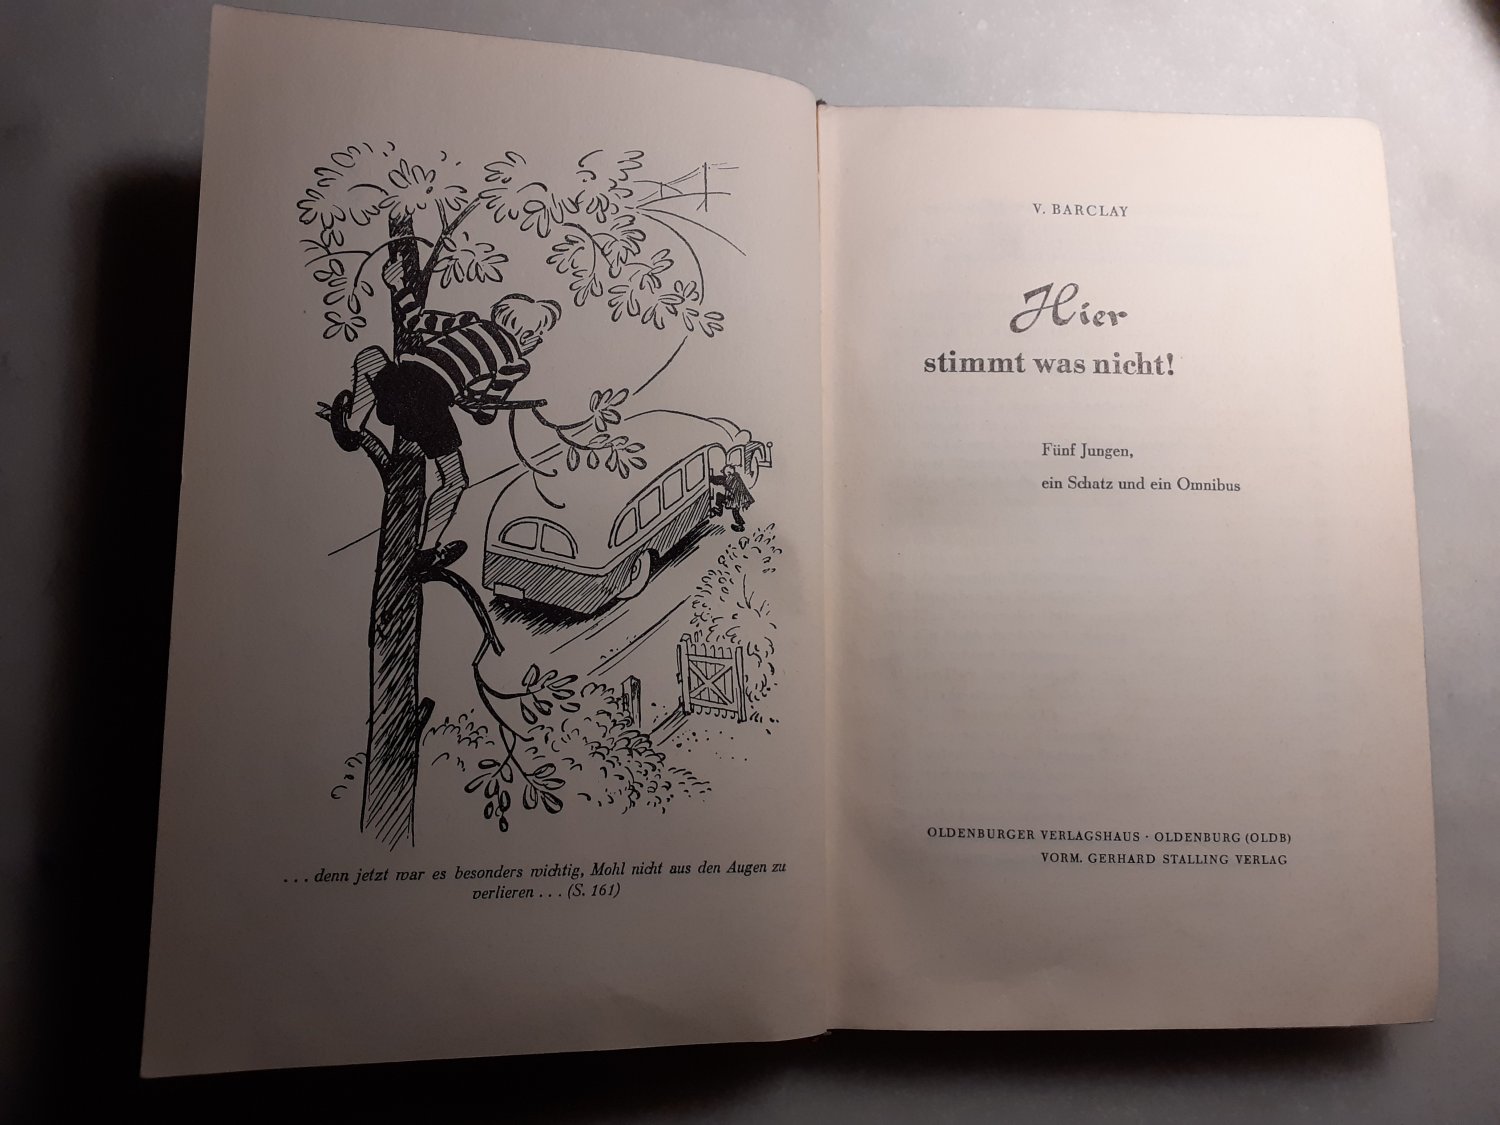 . . . denn jetzt war es besonders wichtig, Mohl nicht aus den Augen zu
verlieren . . . (S. 161)
V. BARCLAY
Hier
stimmt was nicht!
Fünf Jungen,
ein Schatz und ein Omnibus
OLDENBURGER VERLAGSHAUS · OLDENBURG (OLDB)
VORM. GERHARD STALLING VERLAG